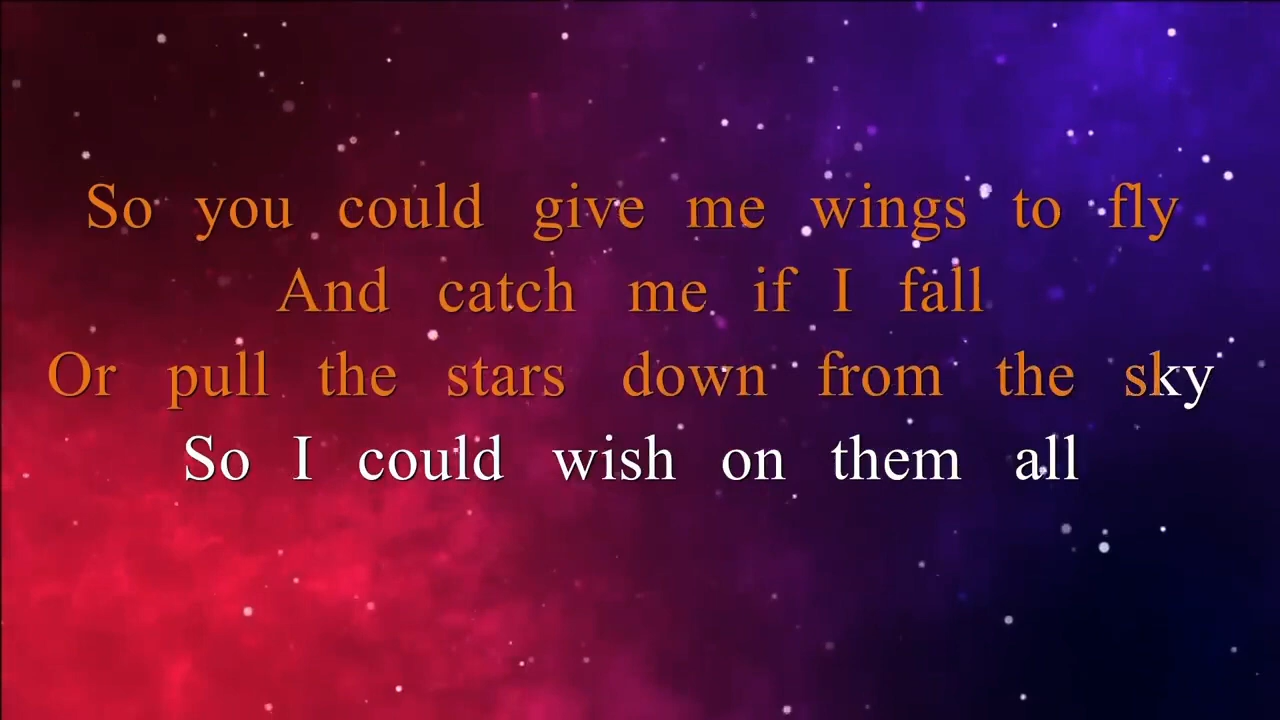 So you could give me wings to fly
And catch me if I fall
Or pull the stars down from the sky
So I could wish on them all